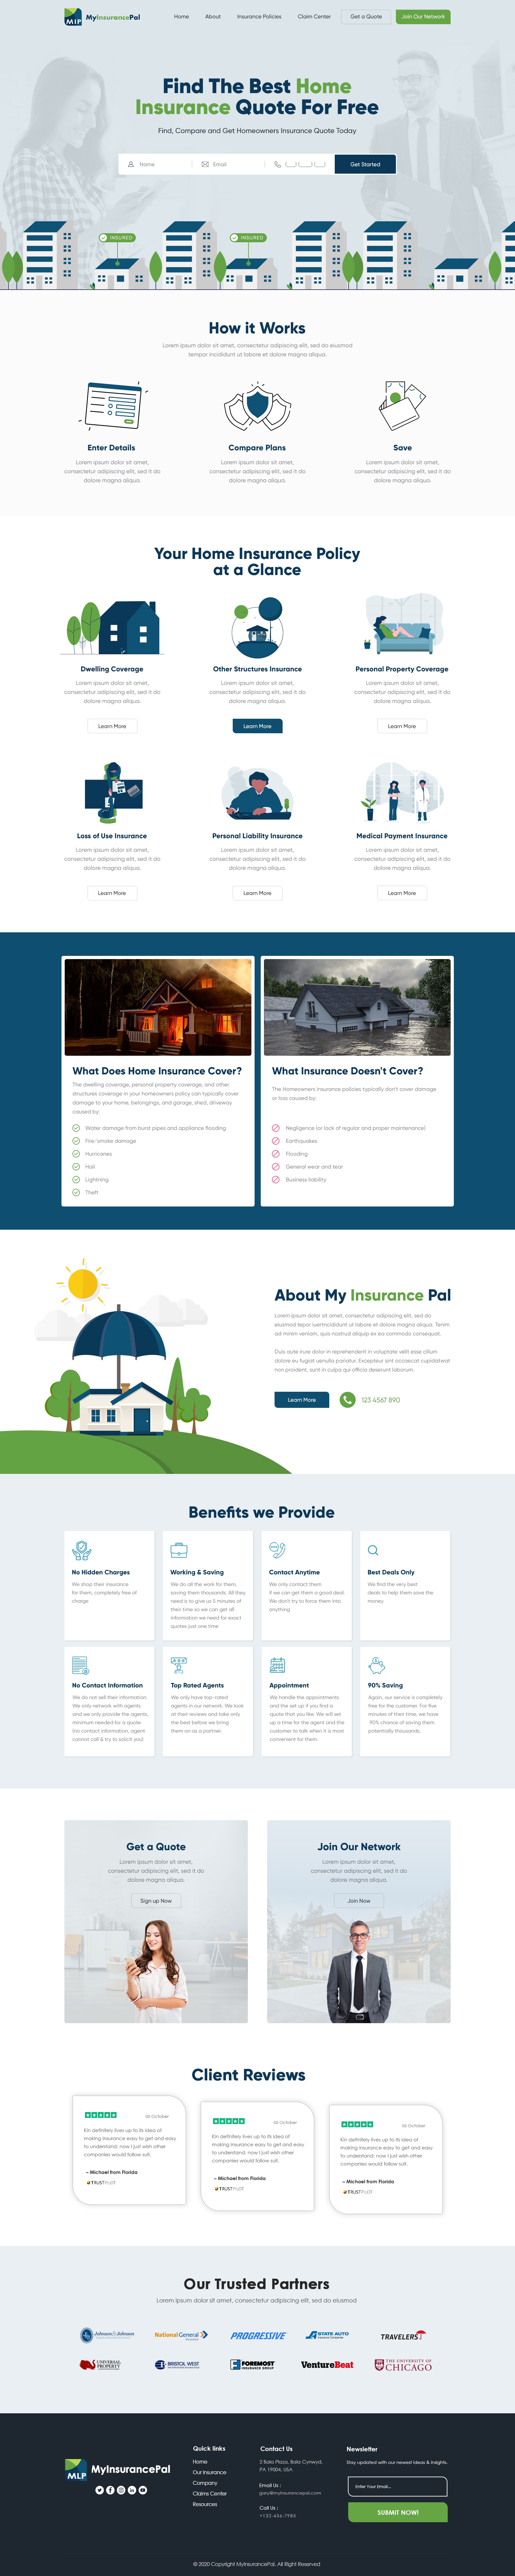 MIP MyInsurancePal Home About Insurance Policies Claim Center Get a Quote Join Our Network
Find The Best Home
Insurance Quote For Free
Find, Compare and Get Homeowners Insurance Quote Today
Name Email (__) (___) (__) Get Started
INSURED INSURED
How it Works
Lorem ipsum dolor sit amet, consectetur adipiscing elit, sed do eiusmod
tempor incididunt ut labore et dolore magna aliqua.
Enter Details
Lorem ipsum dolor sit amet,
consectetur adipiscing elit, sed it do
dolore magna aliqua.
Compare Plans
Lorem ipsum dolor sit amet,
consectetur adipiscing elit, sed it do
dolore magna aliqua.
Save
Lorem ipsum dolor sit amet,
consectetur adipiscing elit, sed it do
dolore magna aliqua.
Your Home Insurance Policy
at a Glance
Dwelling Coverage
Lorem ipsum dolor sit amet,
consectetur adipiscing elit, sed it do
dolore magna aliqua.
Learn More
Other Structures Insurance
Lorem ipsum dolor sit amet,
consectetur adipiscing elit, sed it do
dolore magna aliqua.
Learn More
Personal Property Coverage
Lorem ipsum dolor sit amet,
consectetur adipiscing elit, sed it do
dolore magna aliqua.
Learn More
Loss of Use Insurance
Lorem ipsum dolor sit amet,
consectetur adipiscing elit, sed it do
dolore magna aliqua.
Learn More
Personal Liability Insurance
Lorem ipsum dolor sit amet,
consectetur adipiscing elit, sed it do
dolore magna aliqua.
Learn More
Medical Payment Insurance
Lorem ipsum dolor sit amet,
consectetur adipiscing elit, sed it do
dolore magna aliqua.
Learn More
What Does Home Insurance Cover?
The dwelling coverage, personal property coverage, and other
structures coverage in your homeowners policy can typically cover
damage to your home, belongings, and garage, shed, driveway
caused by:
Water damage from burst pipes and appliance flooding
Fire/smoke damage
Hurricanes
Hail
Lightning
Theft
What Insurance Doesn't Cover?
The Homeowners insurance policies typically don't cover damage
or loss caused by:
Negligence (or lack of regular and proper maintenance)
Earthquakes
Flooding
General wear and tear
Business liability
About My Insurance Pal
Lorem ipsum dolor sit amet, consectetur adipiscing elit, sed do
eiusmod tepor iuertncididunt ut labore et dolore magna aliqua. Tenim
ad minim veniam, quis nostrud aliquip ex ea commodo consequat.
Duis aute irure dolor in reprehenderit in voluptate velit esse cillum
dolore eu fugiat uenulla pariatur. Excepteur sint occaecat cupidatwat
non proident, sunt in culpa qui officia deserunt laborum.
Learn More 123 4567 890
Benefits we Provide
No Hidden Charges
We shop their insurance
for them, completely free of
charge
Working & Saving
We do all the work for them,
saving them thousands. All they
need is to give us 5 minutes of
their time so we can get all
information we need for exact
quotes just one time
Contact Anytime
We only contact them
if we can get them a good deal.
We don't try to force them into
anything
Best Deals Only
We find the very best
deals to help them save the
money
No Contact Information
We do not sell their information.
We only network with agents
and we only provide the agents,
minimum needed for a quote
(no contact information, agent
cannot call & try to solicit you)
Top Rated Agents
We only have top-rated
agents in our network. We look
at their reviews and take only
the best before we bring
them on as a partner.
Appointment
We handle the appointments
and the set up if you find a
quote that you like. We will set
up a time for the agent and the
customer to talk when it is most
convenient for them.
90% Saving
Again, our service is completely
free for the customer. For five
minutes of their time, we have
90% chance of saving them
potentially thousands.
Get a Quote
Lorem ipsum dolor sit amet,
consectetur adipiscing elit, sed it do
dolore magna aliqua.
Sign up Now
Join Our Network
Lorem ipsum dolor sit amet,
consectetur adipiscing elit, sed it do
dolore magna aliqua.
Join Now
Client Reviews
October
Kin definitely lives up to its idea of
making insurance easy to get and easy
to understand; now I just wish other
companies would follow suit.
– Michael from Florida
TRUSTPILOT
October
Kin definitely lives up to its idea of
making insurance easy to get and easy
to understand; now I just wish other
companies would follow suit.
– Michael from Florida
TRUSTPILOT
October
Kin definitely lives up to its idea of
making insurance easy to get and easy
to understand; now I just wish other
companies would follow suit.
– Michael from Florida
TRUSTPILOT
Our Trusted Partners
Lorem ipsum dolor sit amet, consectetur adipiscing elit, sed do eiusmod
Johnson&Johnson
National General
PROGRESSIVE
STATE AUTO
Insurance Companies
TRAVELERS
UNIVERSAL
PROPERTY
BRISTOL WEST
FOREMOST
INSURANCE GROUP
VentureBeat
THE UNIVERSITY OF
CHICAGO
MLP MyInsurancePal
Quick links
Home
Our Insurance
Company
Claims Center
Resources
Contact Us
2 Bala Plaza, Bala Cynwyd,
PA 19004, USA
Email Us :
gary@myinsurancepal.com
Call Us :
+132-456-7985
Newsletter
Stay updated with our newest Ideas & Insights.
Enter Your Email...
SUBMIT NOW!
© 2020 Copyright MyInsurancePal. All Right Reserved